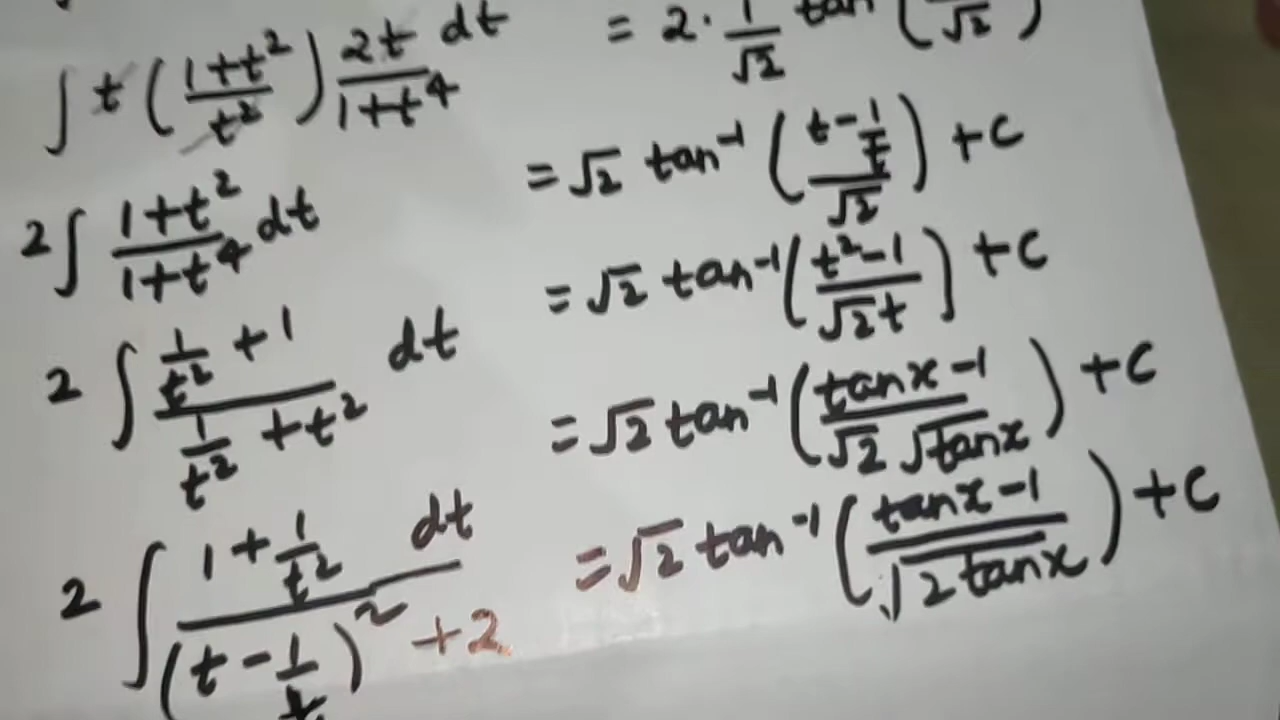 ∫ t (1+t²/t²) 2t/1+t⁴ dt
2∫ 1+t²/1+t⁴ dt
2 ∫ 1/t² + 1 / 1/t² + t² dt
2 ∫ 1 + 1/t² / (t - 1/t)² + 2 dt
= 2 · 1/√2 tan ( /√2 )
= √2 tan⁻¹ (t - 1/t / √2) + c
= √2 tan⁻¹ (t² - 1 / √2 t) + c
= √2 tan⁻¹ (tanx - 1 / √2 √tanx) + c
= √2 tan⁻¹ (tanx - 1 / √2 tanx) + c